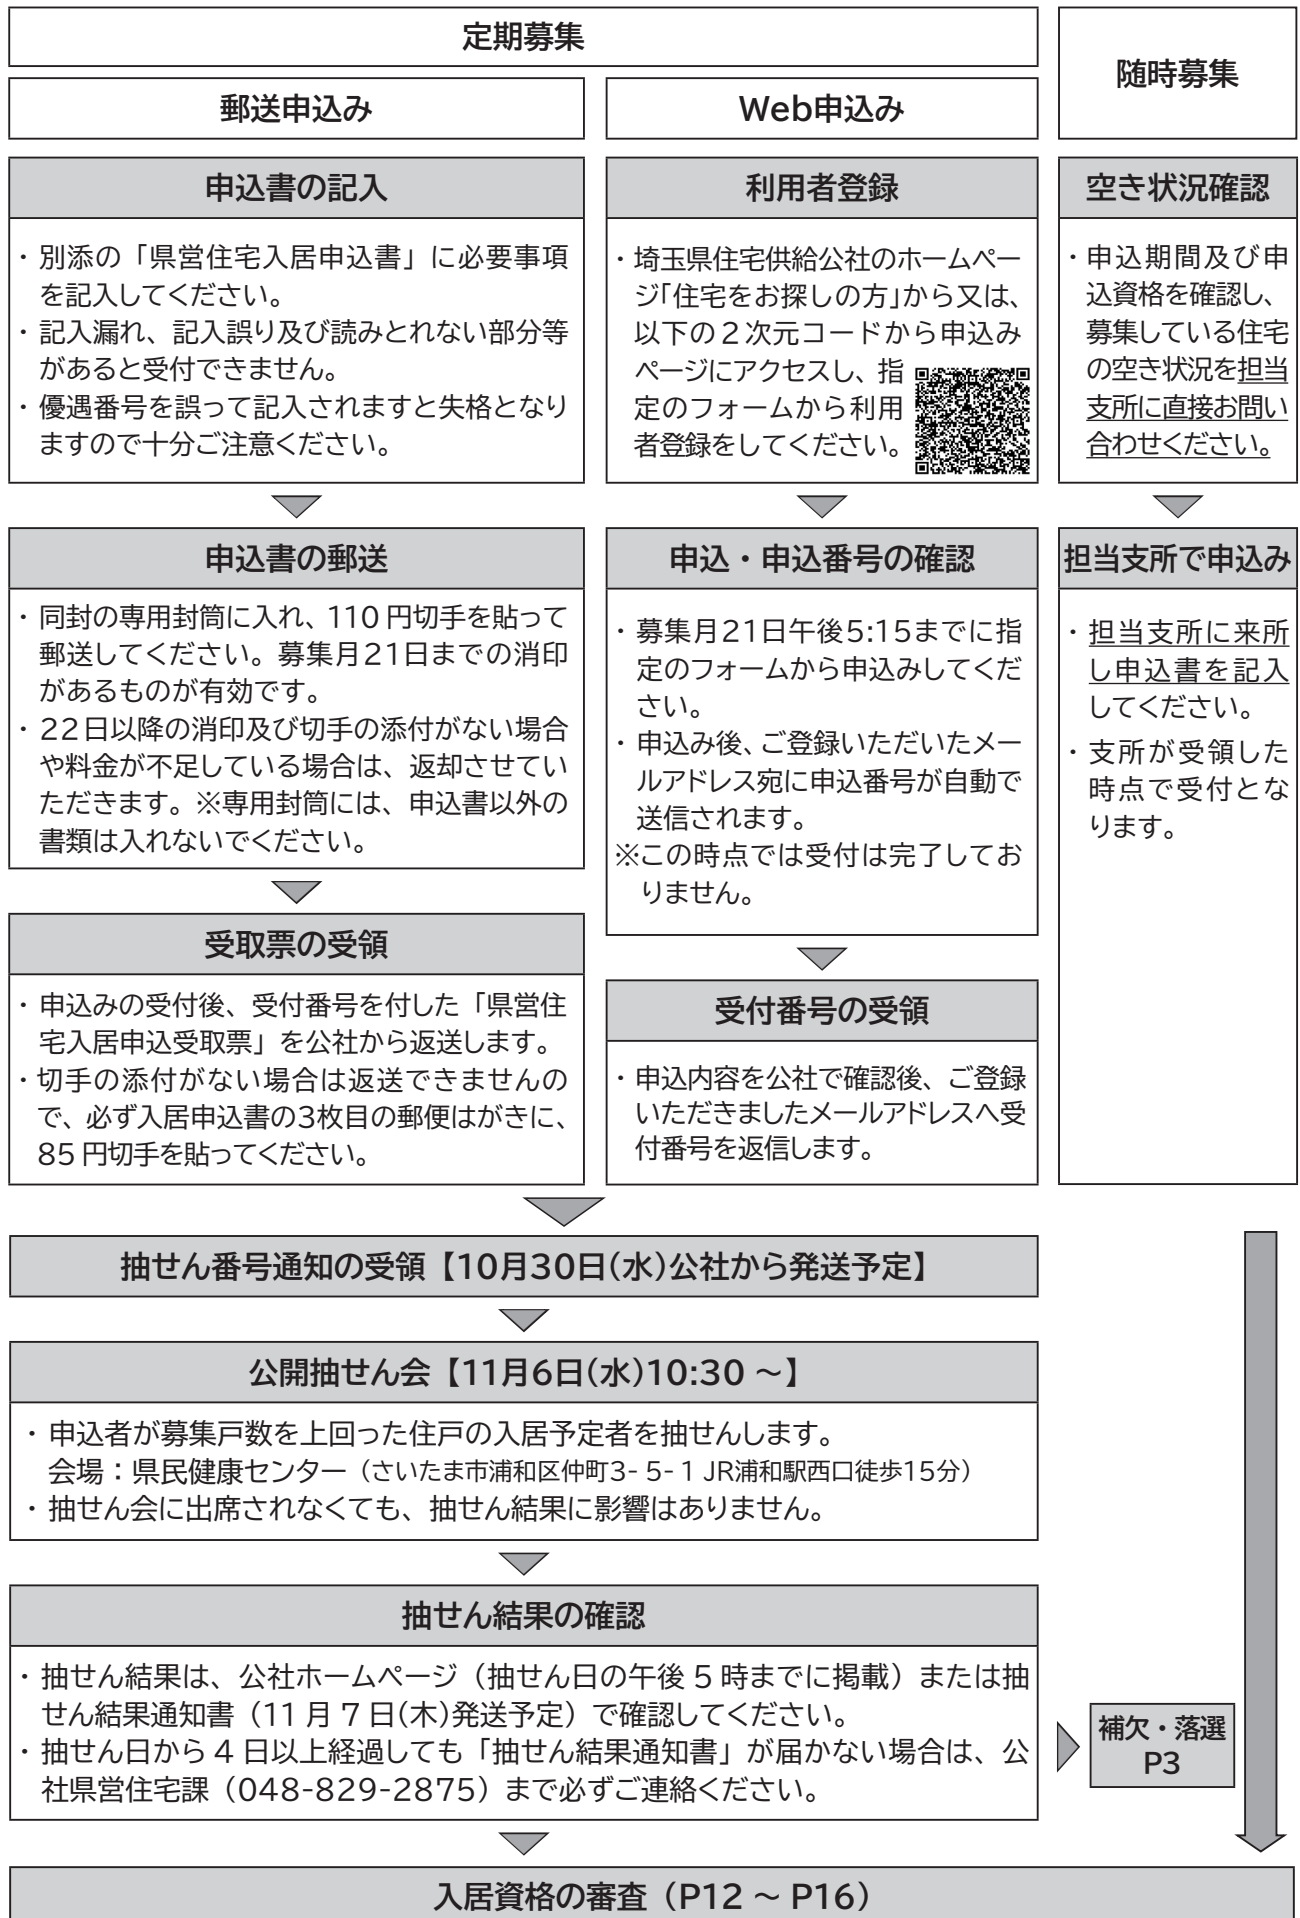 定期募集
郵送申込み
Web申込み
随時募集
申込書の記入
・別添の「県営住宅入居申込書」に必要事項
を記入してください。
・記入漏れ、記入誤り及び読みとれない部分等
があると受付できません。
・優遇番号を誤って記入されますと失格となり
ますので十分ご注意ください。
利用者登録
・埼玉県住宅供給公社のホームペー
ジ「住宅をお探しの方」から又は、
以下の2次元コードから申込み
ページにアクセスし、指
定のフォームから利用
者登録をしてください。
空き状況確認
・申込期間及び申
込資格を確認し、
募集している住宅
の空き状況を担当
支所に直接お問い
合わせください。
申込書の郵送
・同封の専用封筒に入れ、110円切手を貼って
郵送してください。募集月21日までの消印
があるものが有効です。
・22日以降の消印及び切手の添付がない場合
や料金が不足している場合は、返却させてい
ただきます。※専用封筒には、申込書以外の
書類は入れないでください。
申込・申込番号の確認
・募集月21日午後5:15までに指
定のフォームから申込みしてくだ
さい。
・申込み後、ご登録いただいたメー
ルアドレス宛に申込番号が自動で
送信されます。
※この時点では受付は完了してお
りません。
担当支所で申込み
・担当支所に来所
し申込書を記入
してください。
・支所が受領した
時点で受付とな
ります。
受取票の受領
・申込みの受付後、受付番号を付した「県営住
宅入居申込受取票」を公社から返送します。
・切手の添付がない場合は返送できませんの
で、必ず入居申込書の3枚目の郵便はがきに、
85円切手を貼ってください。
受付番号の受領
・申込内容を公社で確認後、ご登録
いただきましたメールアドレスへ受
付番号を返信します。
抽せん番号通知の受領【10月30日(水)公社から発送予定】
公開抽せん会【11月6日(水)10:30～】
・申込者が募集戸数を上回った住戸の入居予定者を抽せんします。
会場：県民健康センター（さいたま市浦和区仲町3-5-1 JR浦和駅西口徒歩15分）
・抽せん会に出席されなくても、抽せん結果に影響はありません。
抽せん結果の確認
・抽せん結果は、公社ホームページ（抽せん日の午後5時までに掲載）または抽
せん結果通知書（11月7日(木)発送予定）で確認してください。
・抽せん日から4日以上経過しても「抽せん結果通知書」が届かない場合は、公
社県営住宅課（048-829-2875）まで必ずご連絡ください。
補欠・落選
P3
入居資格の審査（P12～P16）